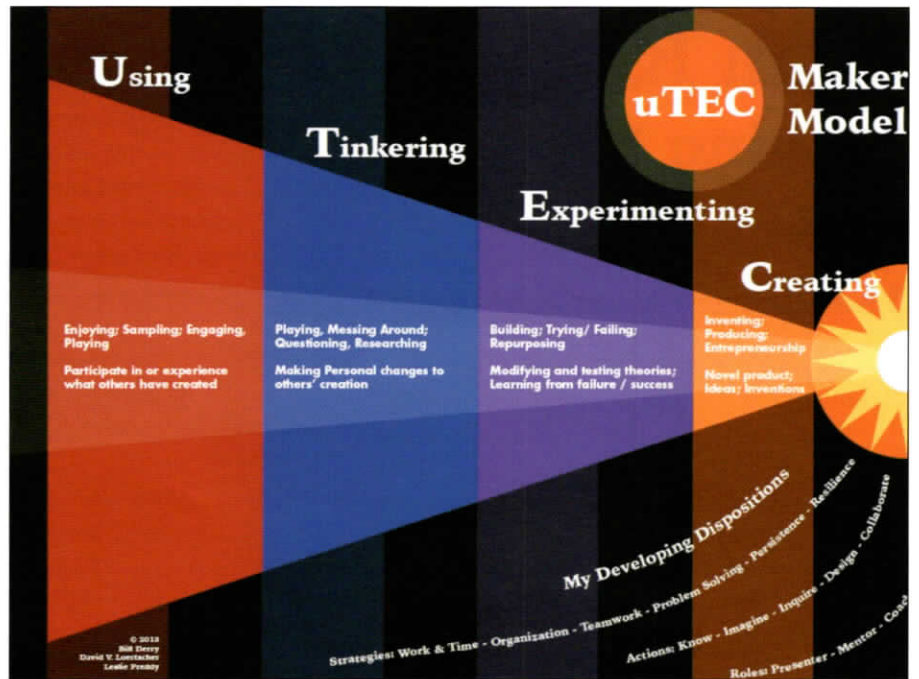 Using
Tinkering
Experimenting
Creating
uTEC
Maker
Model
Enjoying; Sampling; Engaging,
Playing
Participate in or experience
what others have created
Playing, Messing Around;
Questioning, Researching
Making Personal changes to
others' creation
Building; Trying/ Failing;
Repurposing
Modifying and testing theories;
Learning from failure / success
Inventing;
Producing;
Entrepreneurship
Novel product;
Ideas; Inventions
My Developing Dispositions
Strategies: Work & Time - Organization - Teamwork - Problem Solving - Persistence - Resilience
Actions: Know - Imagine - Inquire - Design - Collaborate
Roles: Presenter - Mentor - Coac
© 2013
Bill Derry
David V. Loertscher
Leslie Preddy